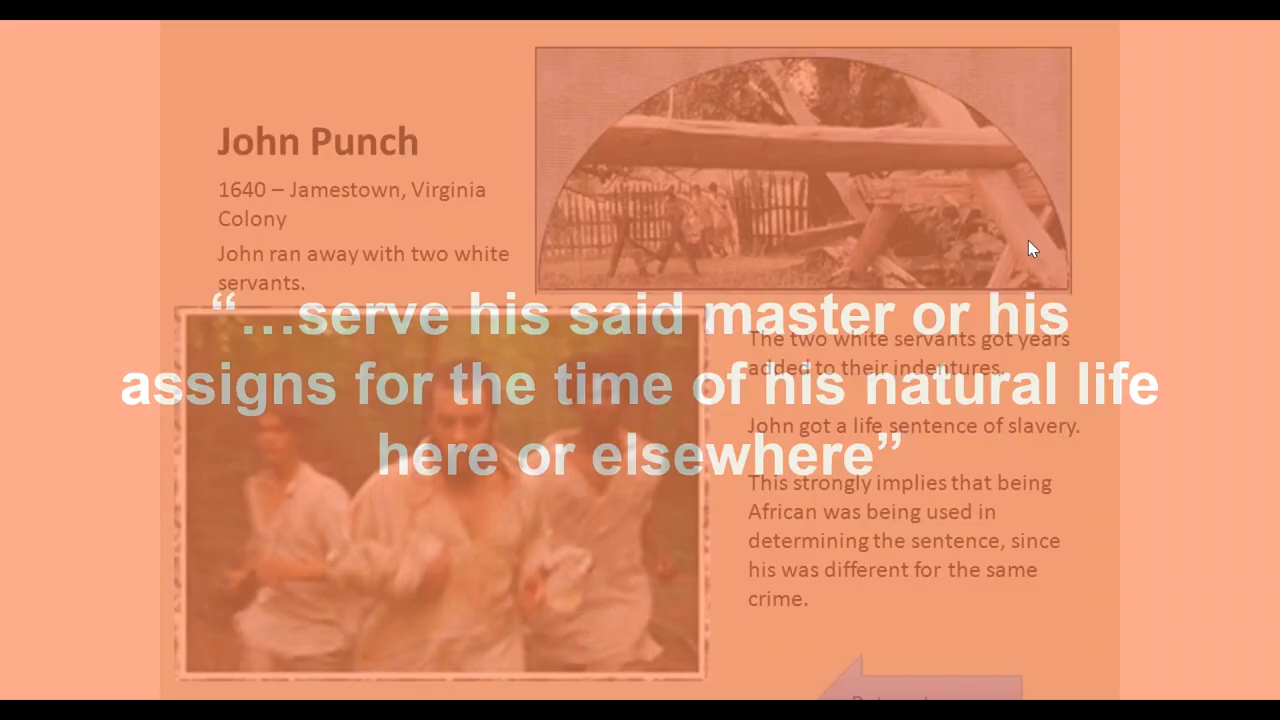 John Punch
1640 – Jamestown, Virginia
Colony
John ran away with two white
servants.
“…serve his said master or his
assigns for the time of his natural life
here or elsewhere”
The two white servants got years
added to their indentures.
John got a life sentence of slavery.
This strongly implies that being
African was being used in
determining the sentence, since
his was different for the same
crime.